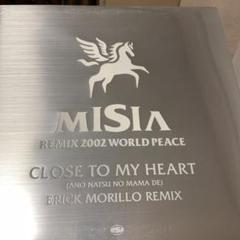 MISIA
REMIX 2002 WORLD PEACE
CLOSE TO MY HEART
(ANO NATSU NO MAMA DE)
ERICK MORILLO REMIX